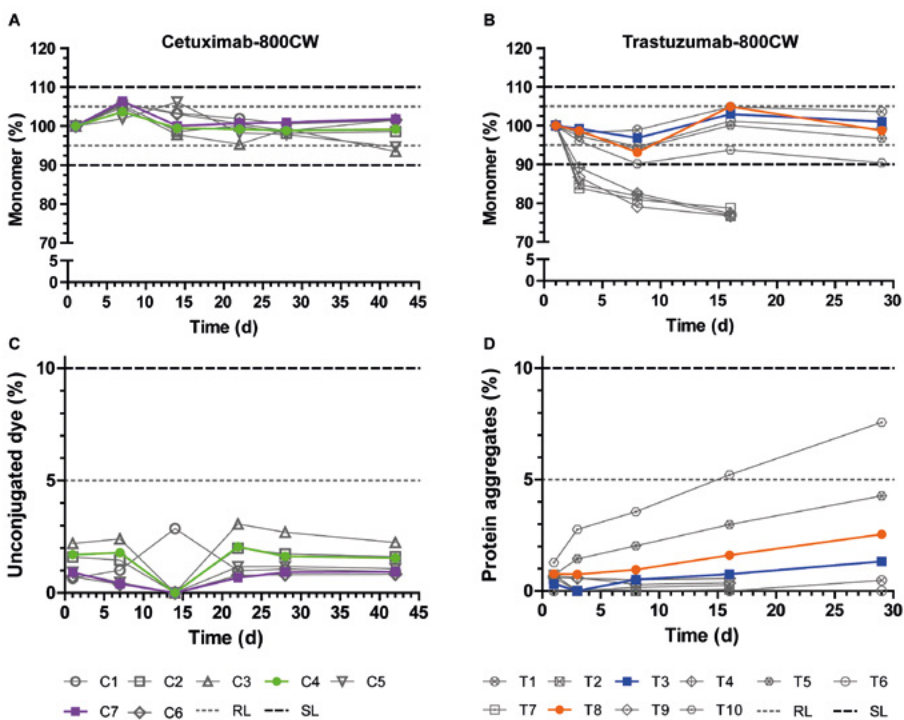 A
Cetuximab-800CW
120
110
100
90
80
70
5
0
Monomer (%)
0 5 10 15 20 25 30 35 40 45
Time (d)
B
Trastuzumab-800CW
120
110
100
90
80
70
5
0
Monomer (%)
0 5 10 15 20 25 30
Time (d)
C
10
5
0
Unconjugated dye (%)
0 5 10 15 20 25 30 35 40 45
Time (d)
D
10
5
0
Protein aggregates (%)
0 5 10 15 20 25 30
Time (d)
C1 C2 C3 C4 C5
C7 C6 RL SL
T1 T2 T3 T4 T5 T6
T7 T8 T9 T10 RL SL